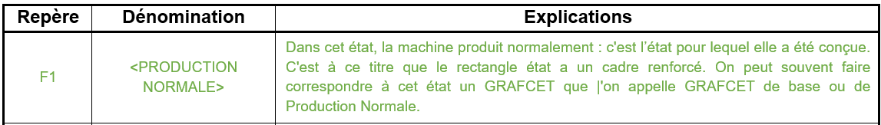 Repère Dénomination Explications
F1
<PRODUCTION
NORMALE>
Dans cet état, la machine produit normalement : c'est l'état pour lequel elle a été conçue.
C'est à ce titre que le rectangle état a un cadre renforcé. On peut souvent faire
correspondre à cet état un GRAFCET que |'on appelle GRAFCET de base ou de
Production Normale.